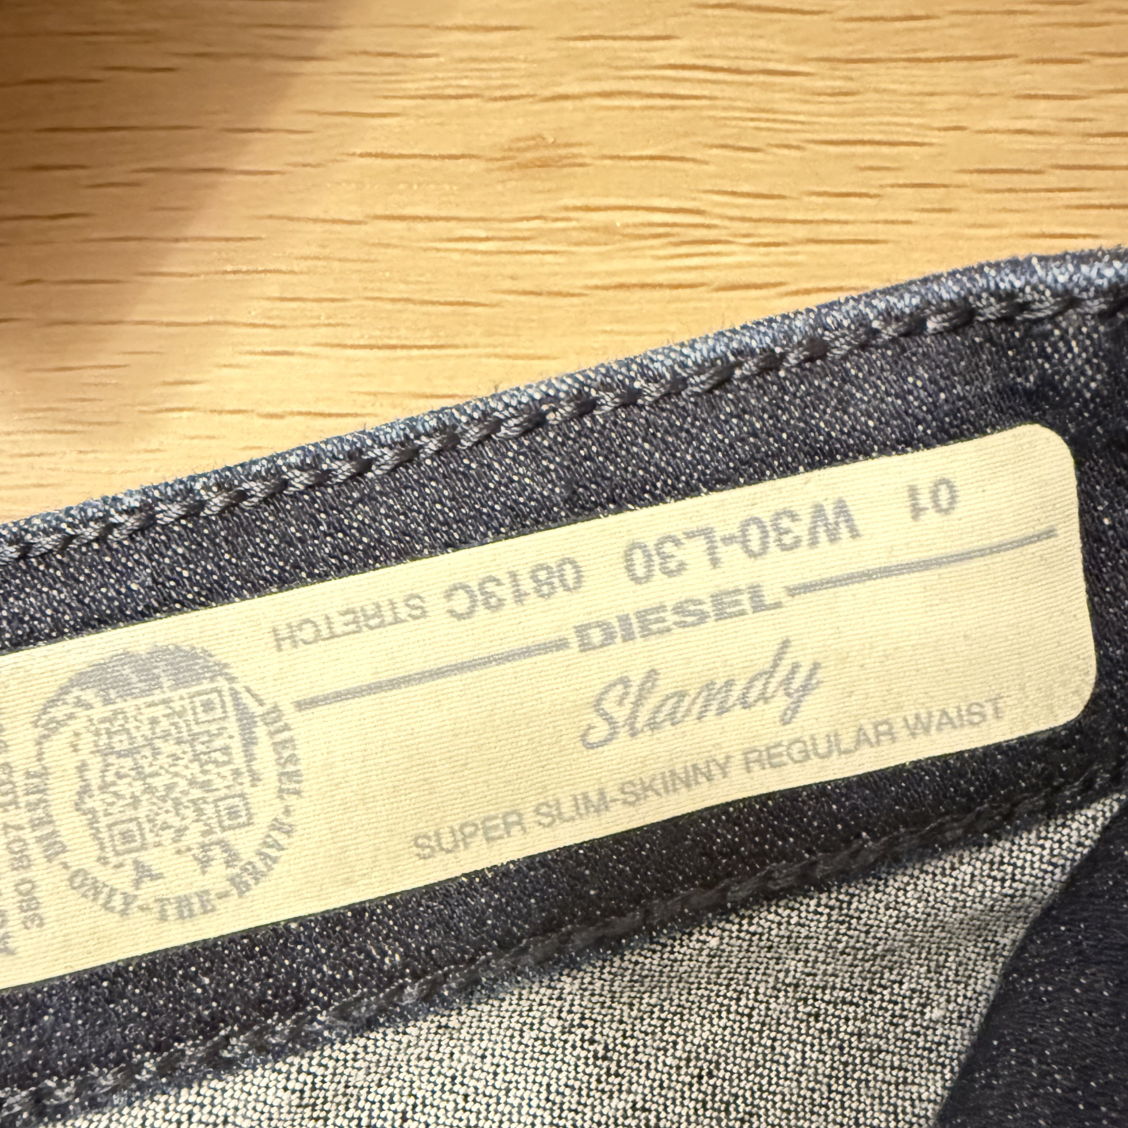 01 W30-L30 0813C STRETCH
DIESEL
Slandy
SUPER SLIM-SKINNY REGULAR WAIST
DIESEL
DIESEL-ONLY-THE-BRAVE